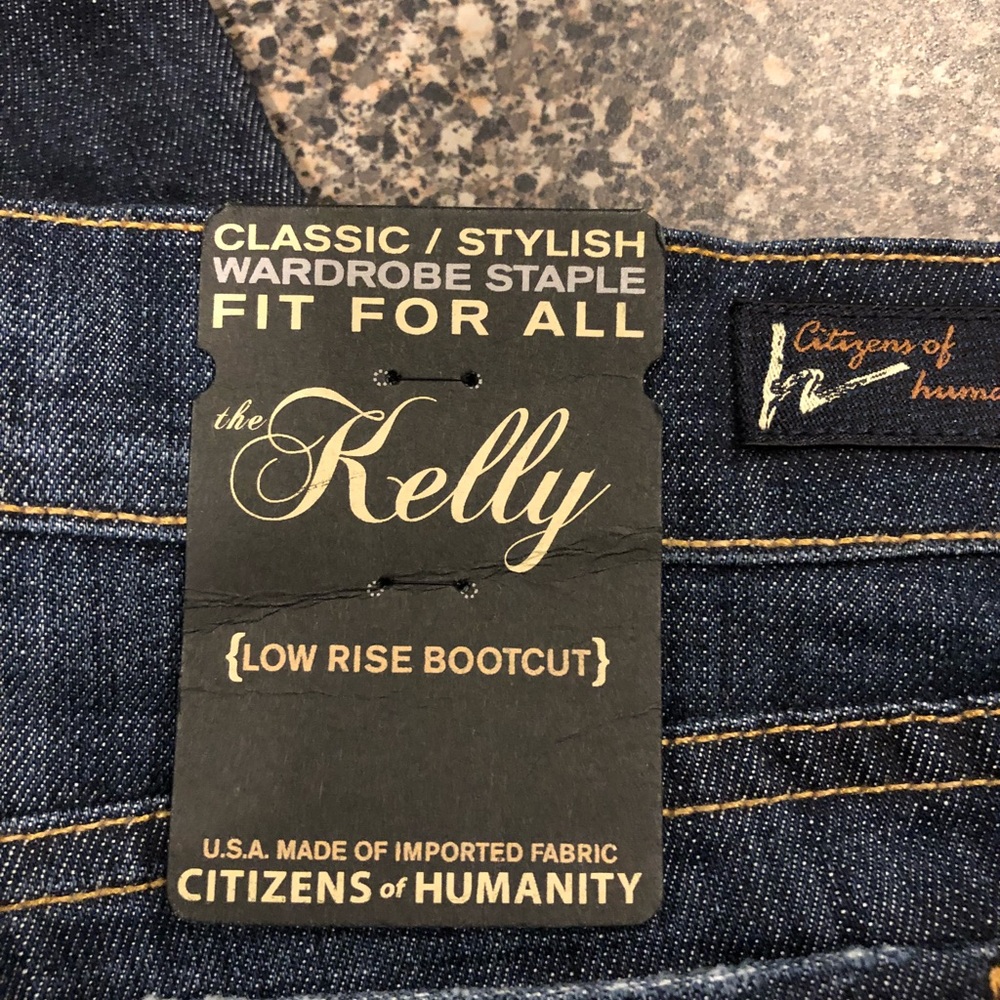 CLASSIC / STYLISH
WARDROBE STAPLE
FIT FOR ALL
the Kelly
{LOW RISE BOOTCUT}
U.S.A. MADE OF IMPORTED FABRIC
CITIZENS of HUMANITY
Citizens of
huma